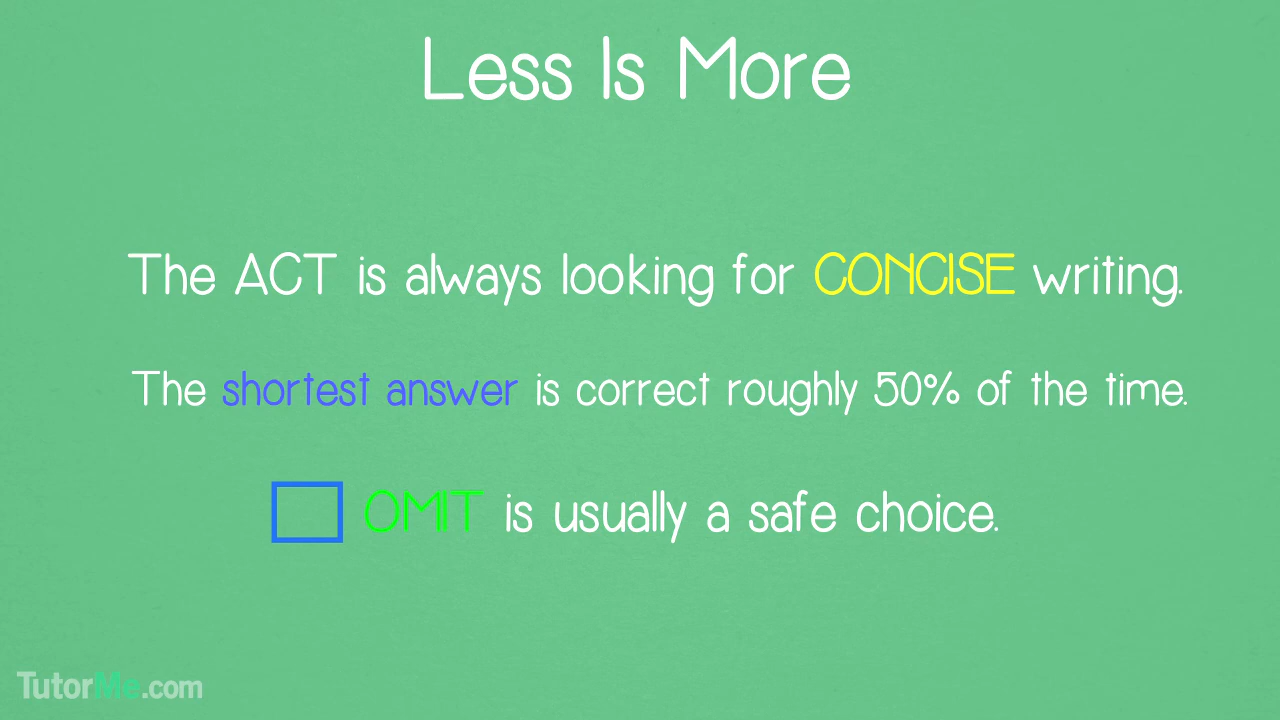 Less Is More
The ACT is always looking for CONCISE writing.
The shortest answer is correct roughly 50% of the time.
OMIT is usually a safe choice.
TutorMe.com